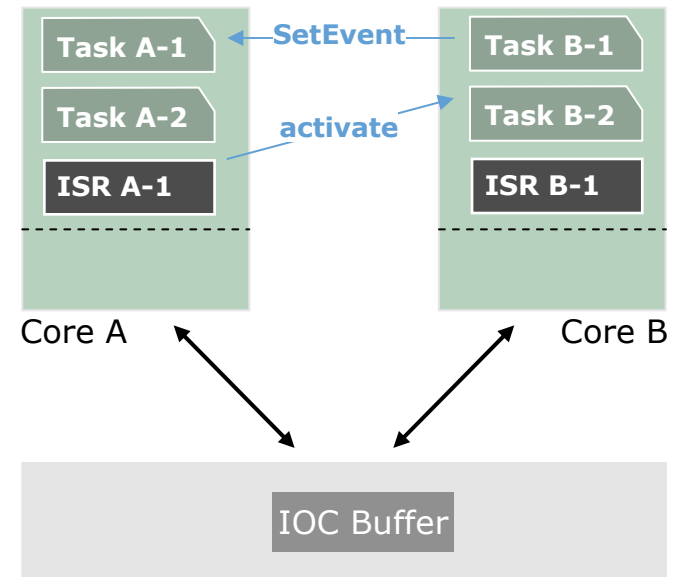 Task A-1
SetEvent
Task B-1
Task A-2
activate
Task B-2
ISR A-1
ISR B-1
Core A
Core B
IOC Buffer